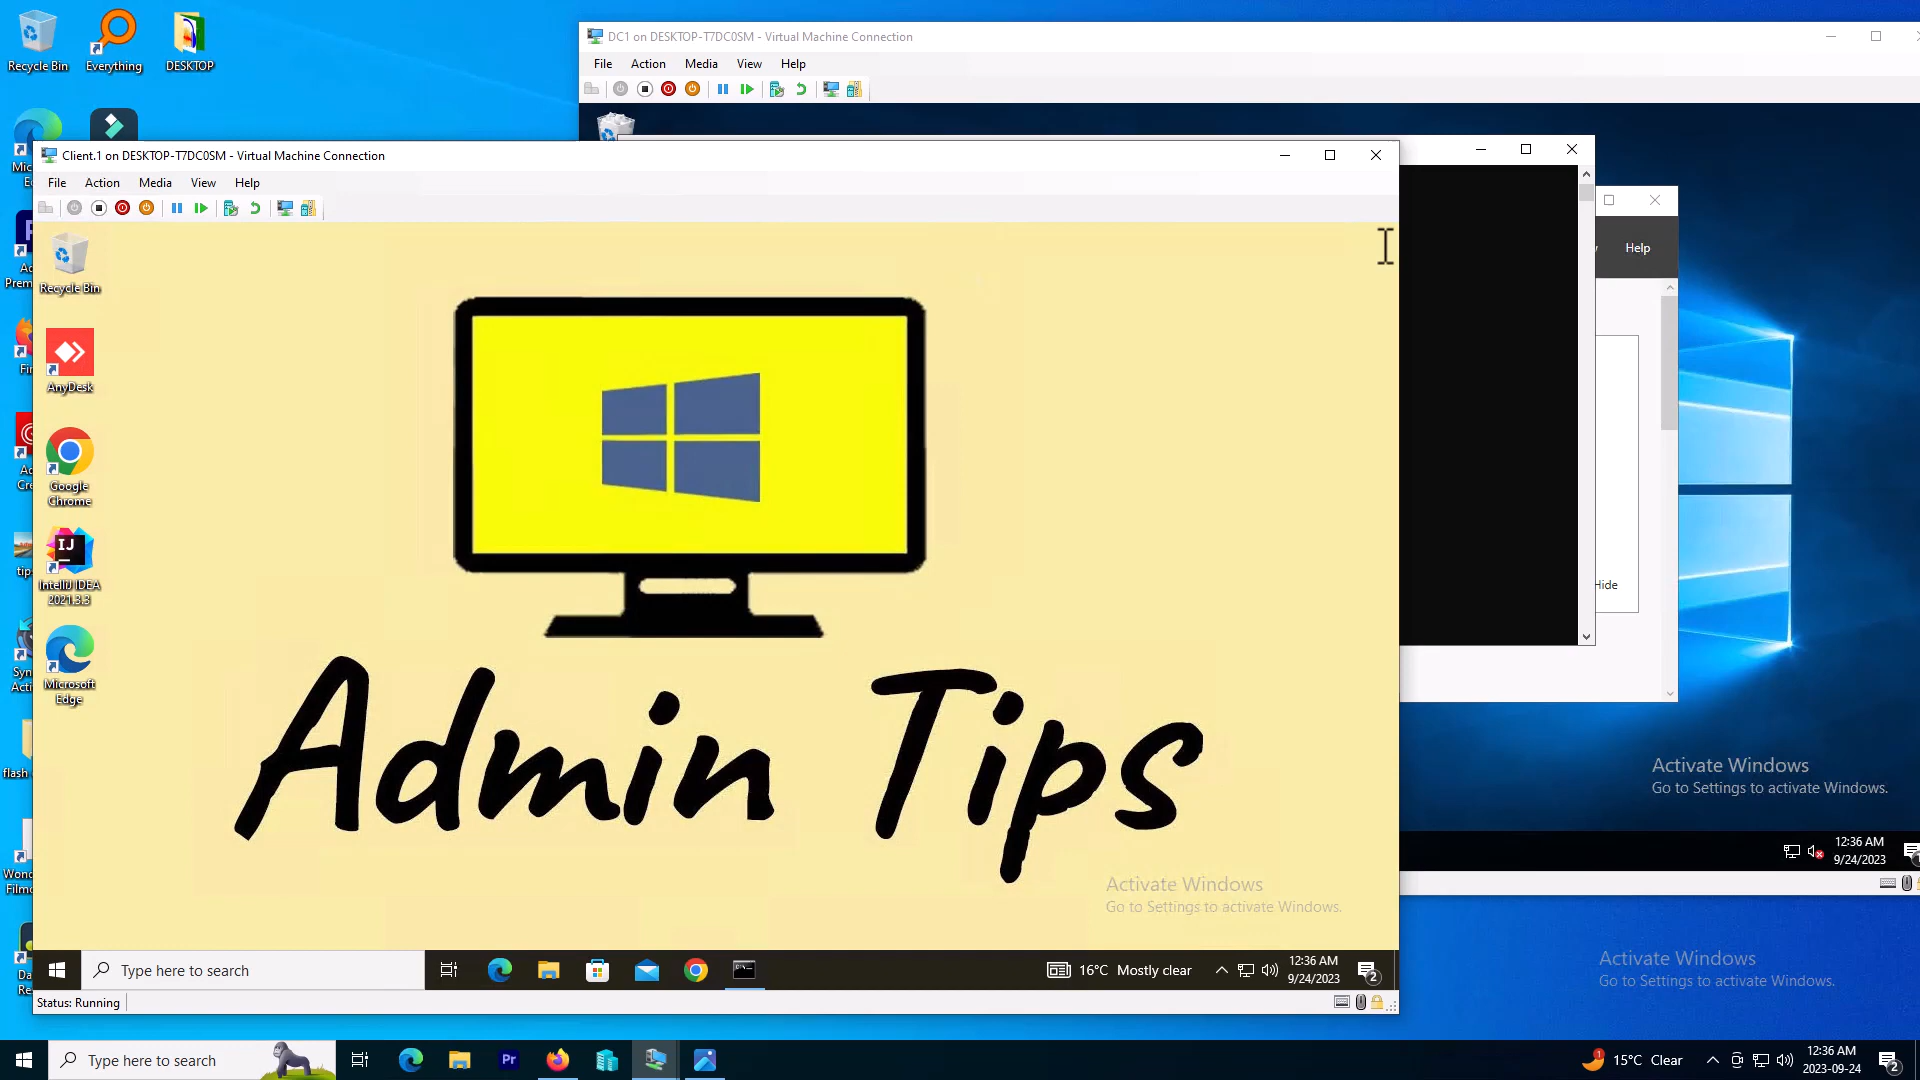 Recycle Bin
Everything
DESKTOP
DC1 on DESKTOP-T7DC0SM - Virtual Machine Connection
File Action Media View Help
Client.1 on DESKTOP-T7DC0SM - Virtual Machine Connection
File Action Media View Help
Help
Hide
Recycle Bin
AnyDesk
Google
Chrome
IJ
IntelliJ IDEA
2021.3.3
Microsoft
Edge
Admin Tips
Activate Windows
Go to Settings to activate Windows.
Type here to search
16°C Mostly clear
12:36 AM
9/24/2023
2
Status: Running
Activate Windows
Go to Settings to activate Windows.
12:36 AM
9/24/2023
Activate Windows
Go to Settings to activate Windows.
Type here to search
Pr
1
15°C Clear
12:36 AM
2023-09-24
2